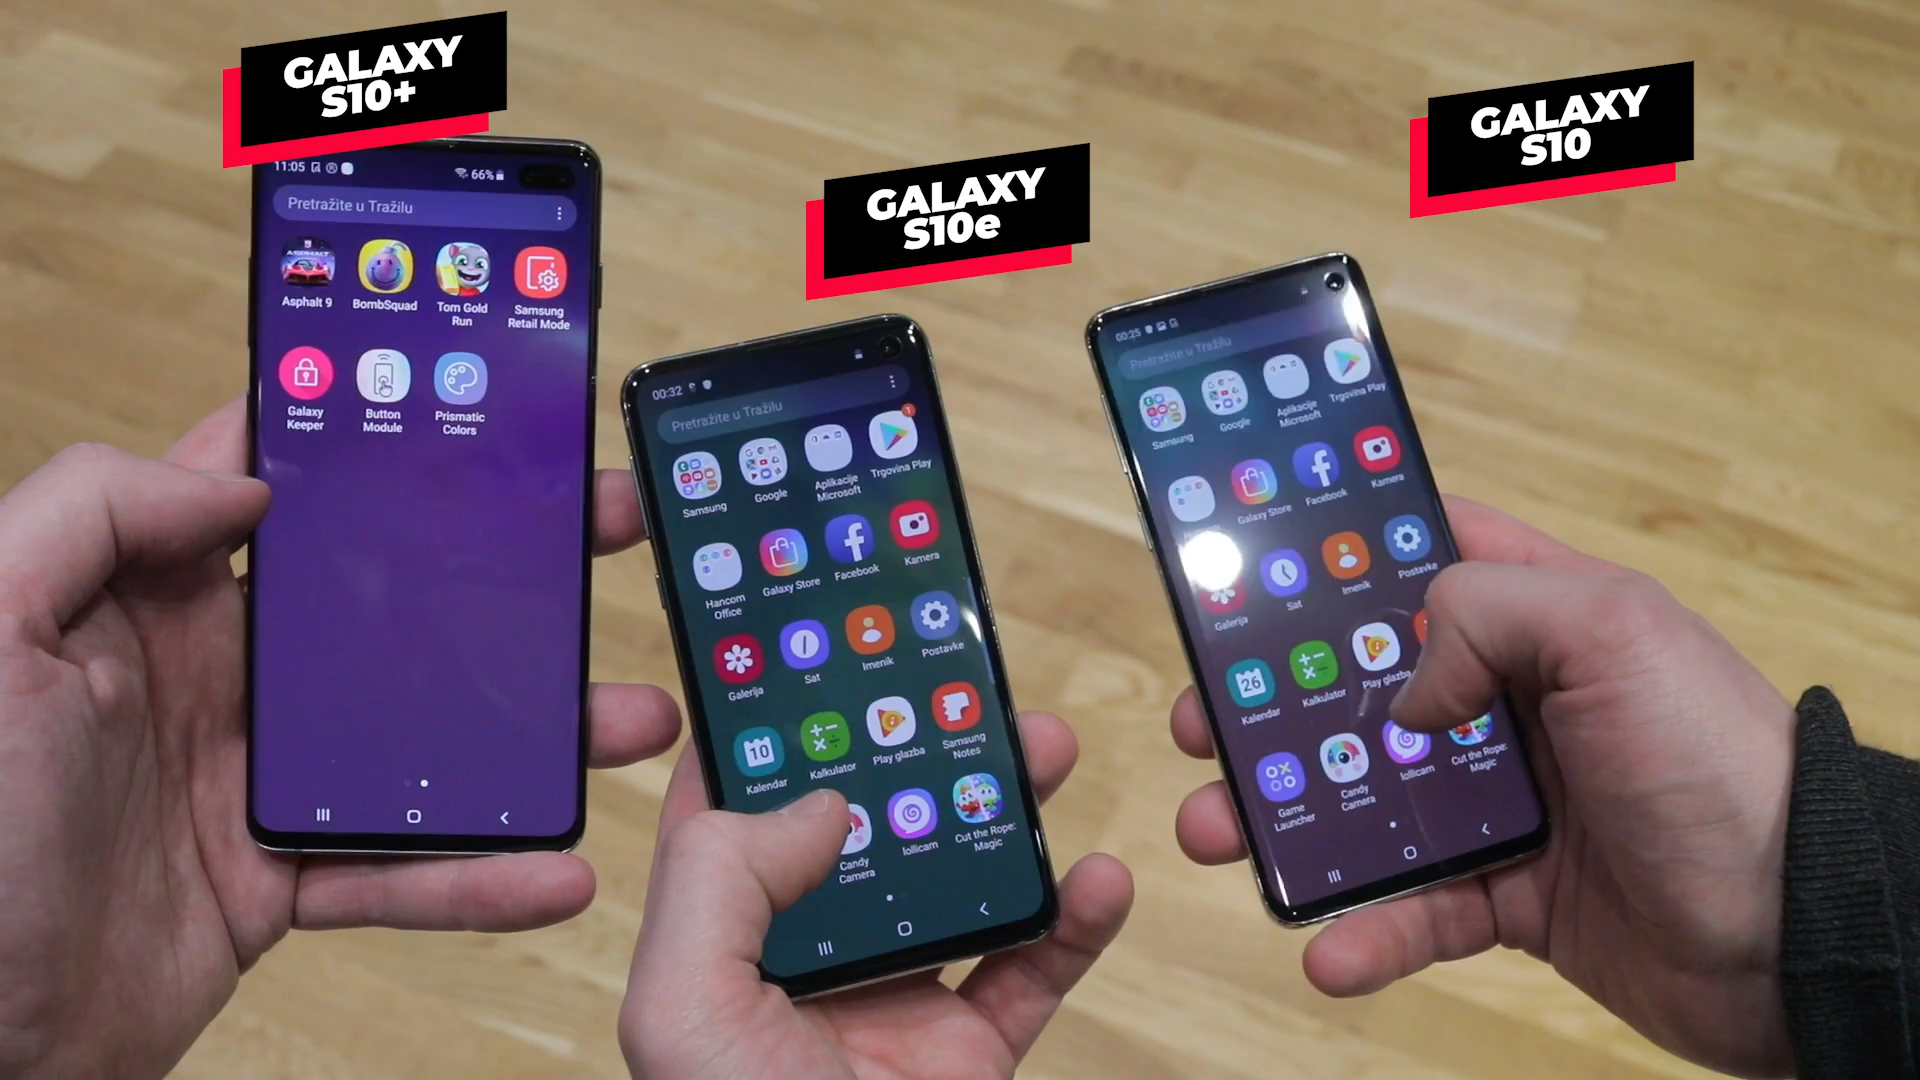 GALAXY
S10+
11:05
66%
Pretražite u Tražilu
ASPHALT
Asphalt 9
BombSquad
Tom Gold
Run
Samsung
Retail Mode
Galaxy
Keeper
Button
Module
Prismatic
Colors
GALAXY
S10e
00:32
Pretražite u Tražilu
1
Samsung
Google
Aplikacije
Microsoft
Trgovina Play
Hancom
Office
Galaxy Store
Facebook
Kamera
Galerija
Sat
Imenik
Postavke
10
Kalendar
Kalkulator
Play glazba
Samsung
Notes
Candy
Camera
lollicam
Cut the Rope:
Magic
GALAXY
S10
00:25
Pretražite u Tražilu
Samsung
Google
Aplikacije
Microsoft
Trgovina Play
Galaxy Store
Facebook
Kamera
Galerija
Sat
Imenik
Postavke
26
Kalendar
Kalkulator
Play glazba
Game
Launcher
Candy
Camera
lollicam
Cut the Rope:
Magic